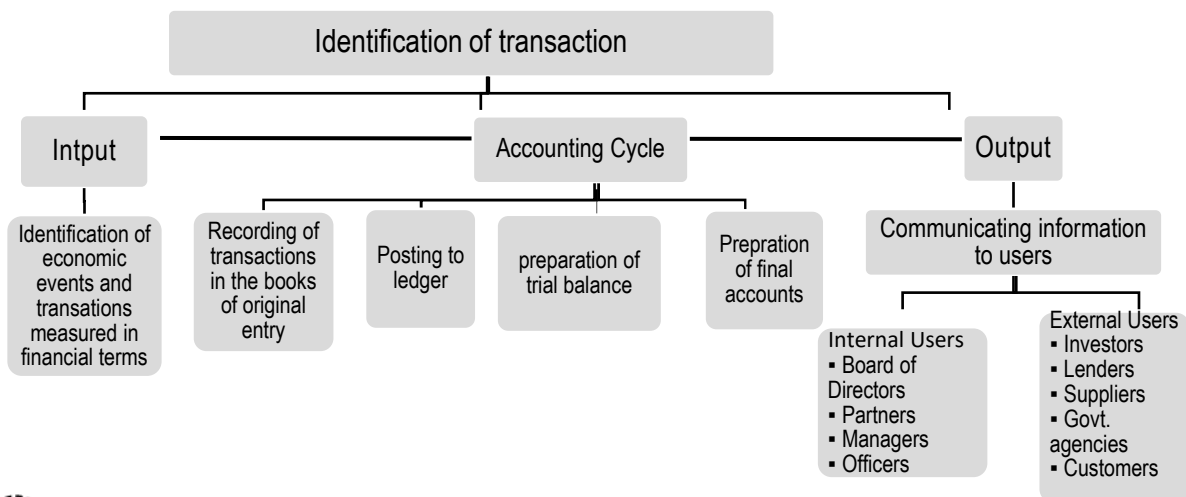 Identification of transaction
Intput
Accounting Cycle
Output
Identification of
economic
events and
transations
measured in
financial terms
Recording of
transactions
in the books
of original
entry
Posting to
ledger
preparation of
trial balance
Prepration
of final
accounts
Communicating information
to users
Internal Users
▪ Board of
Directors
▪ Partners
▪ Managers
▪ Officers
External Users
▪ Investors
▪ Lenders
▪ Suppliers
▪ Govt.
agencies
▪ Customers